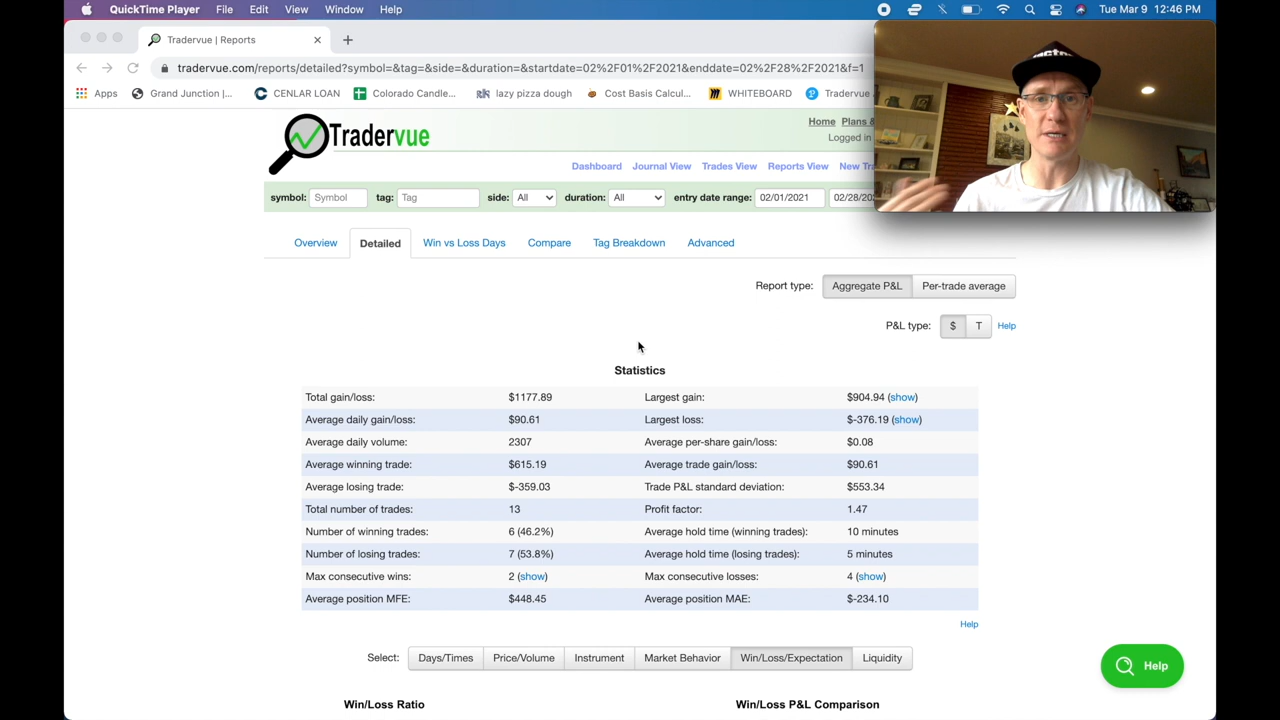 QuickTime Player File Edit View Window Help Tue Mar 9 12:46 PM
Tradervue | Reports
tradervue.com/reports/detailed?symbol=&tag=&side=&duration=&startdate=02%2F01%2F2021&enddate=02%2F28%2F2021&f=1
Apps Grand Junction |... CENLAR LOAN Colorado Candle... lazy pizza dough Cost Basis Calcul... WHITEBOARD Tradervue
Tradervue
Home Plans &
Logged in
Dashboard Journal View Trades View Reports View New Tra
symbol: Symbol tag: Tag side: All duration: All entry date range: 02/01/2021 02/28/202
Overview Detailed Win vs Loss Days Compare Tag Breakdown Advanced
Report type: Aggregate P&L Per-trade average
P&L type: $ T Help
Statistics
Total gain/loss: $1177.89 Largest gain: $904.94 (show)
Average daily gain/loss: $90.61 Largest loss: $-376.19 (show)
Average daily volume: 2307 Average per-share gain/loss: $0.08
Average winning trade: $615.19 Average trade gain/loss: $90.61
Average losing trade: $-359.03 Trade P&L standard deviation: $553.34
Total number of trades: 13 Profit factor: 1.47
Number of winning trades: 6 (46.2%) Average hold time (winning trades): 10 minutes
Number of losing trades: 7 (53.8%) Average hold time (losing trades): 5 minutes
Max consecutive wins: 2 (show) Max consecutive losses: 4 (show)
Average position MFE: $448.45 Average position MAE: $-234.10
Help
Select: Days/Times Price/Volume Instrument Market Behavior Win/Loss/Expectation Liquidity
Help
Win/Loss Ratio Win/Loss P&L Comparison